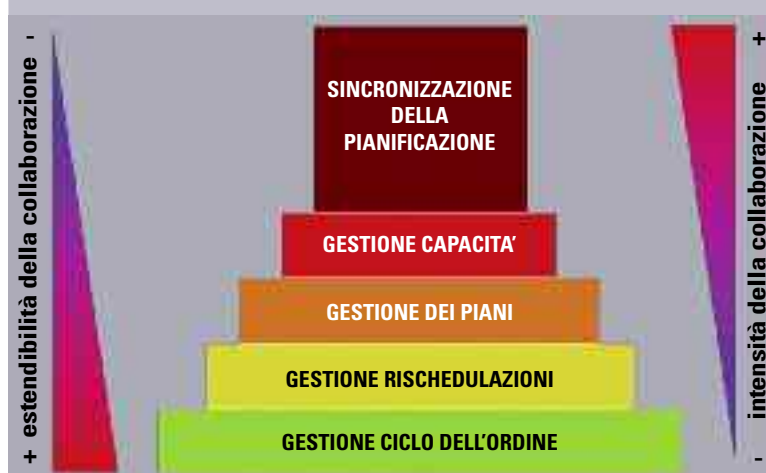 + estendibilità della collaborazione -
SINCRONIZZAZIONE
DELLA
PIANIFICAZIONE
GESTIONE CAPACITA'
GESTIONE DEI PIANI
GESTIONE RISCHEDULAZIONI
GESTIONE CICLO DELL'ORDINE
- intensità della collaborazione +